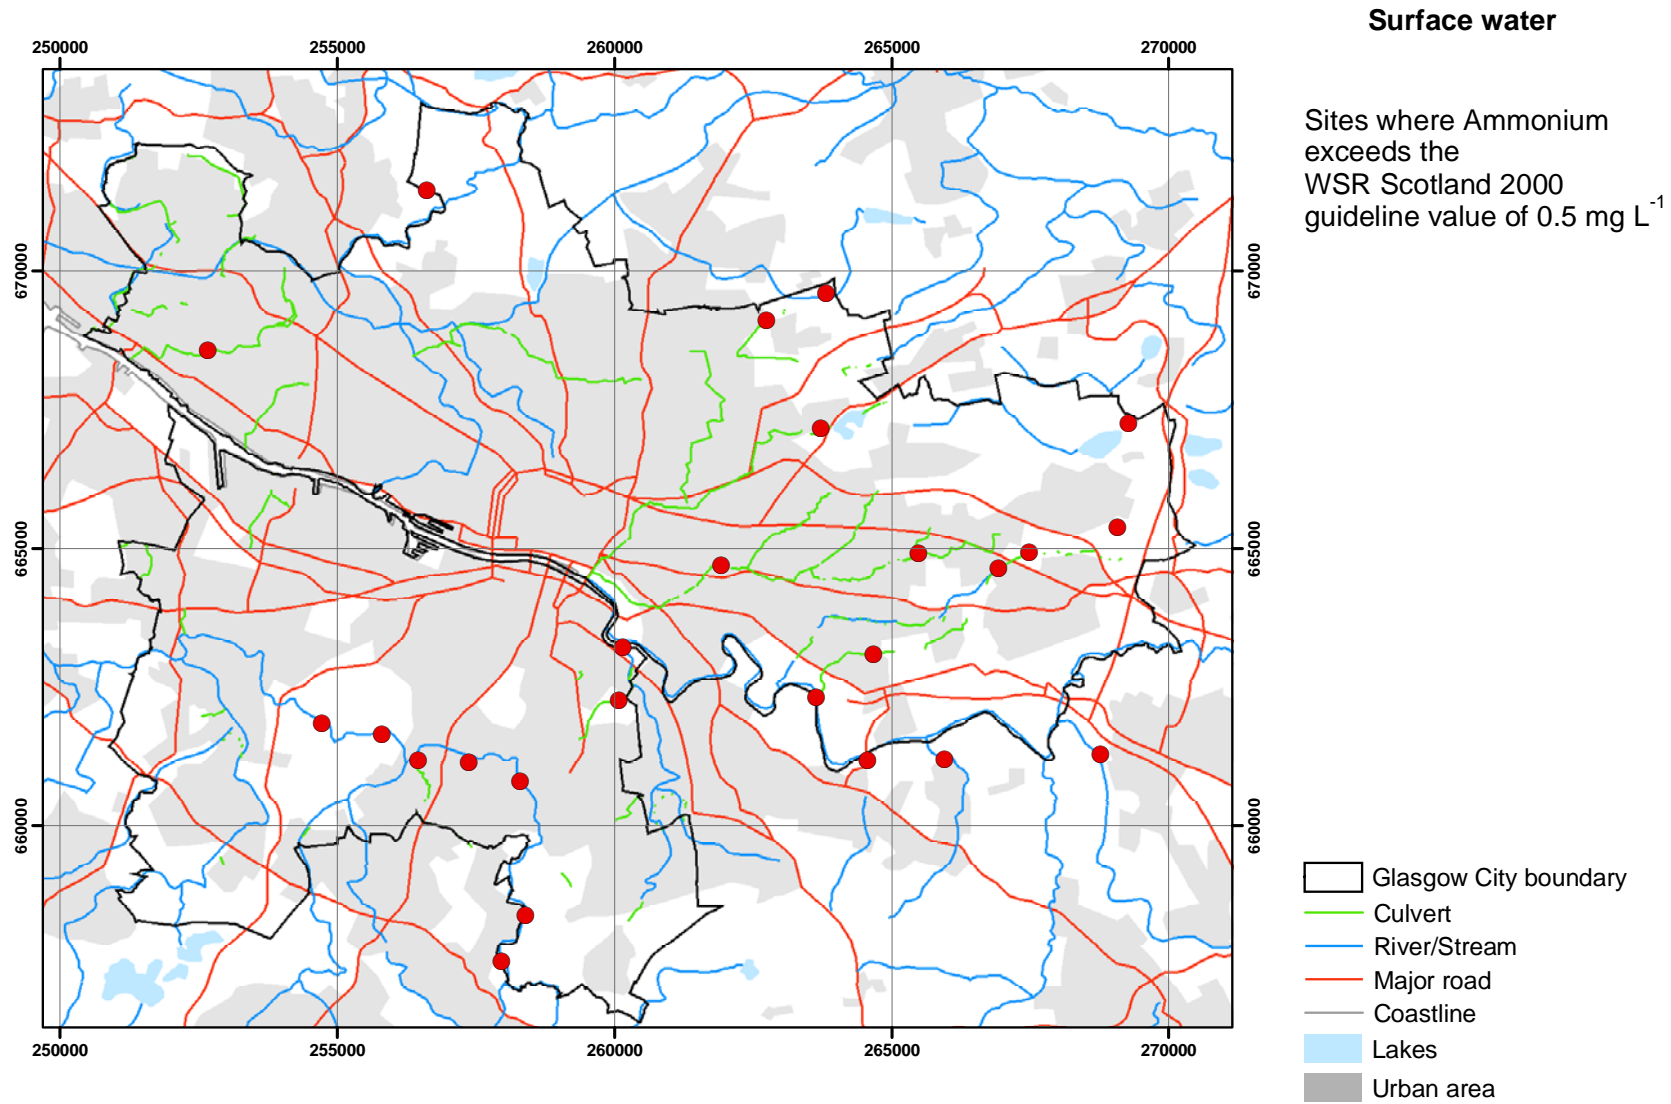 Surface water
250000 255000 260000 265000 270000
Sites where Ammonium
exceeds the
WSR Scotland 2000
guideline value of 0.5 mg L-1
670000 670000
665000 665000
660000 660000
Glasgow City boundary
Culvert
River/Stream
Major road
Coastline
Lakes
Urban area
250000 255000 260000 265000 270000